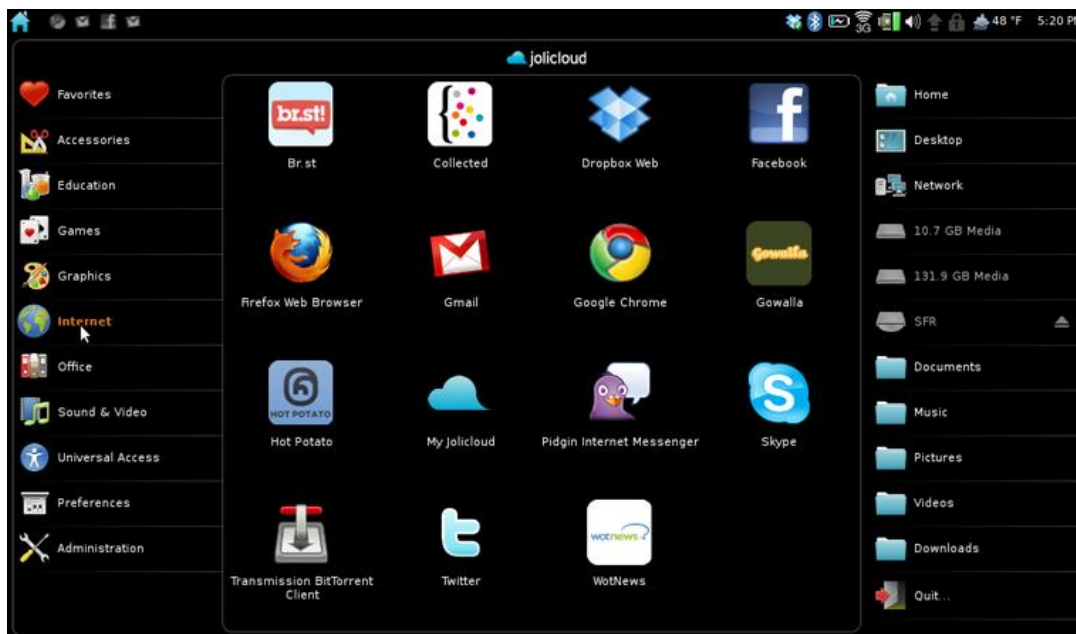 3G
48 °F
5:20 PM
jolicloud
Favorites
Accessories
Education
Games
Graphics
Internet
Office
Sound & Video
Universal Access
Preferences
Administration
br.st!
Br.st
Collected
Dropbox Web
f
Facebook
Firefox Web Browser
Gmail
Google Chrome
Gowalla
Gowalla
HOT POTATO
Hot Potato
My Jolicloud
Pidgin Internet Messenger
S
Skype
Transmission BitTorrent
Client
t
Twitter
wotnews
WotNews
Home
Desktop
Network
10.7 GB Media
131.9 GB Media
SFR
Documents
Music
Pictures
Videos
Downloads
Quit...